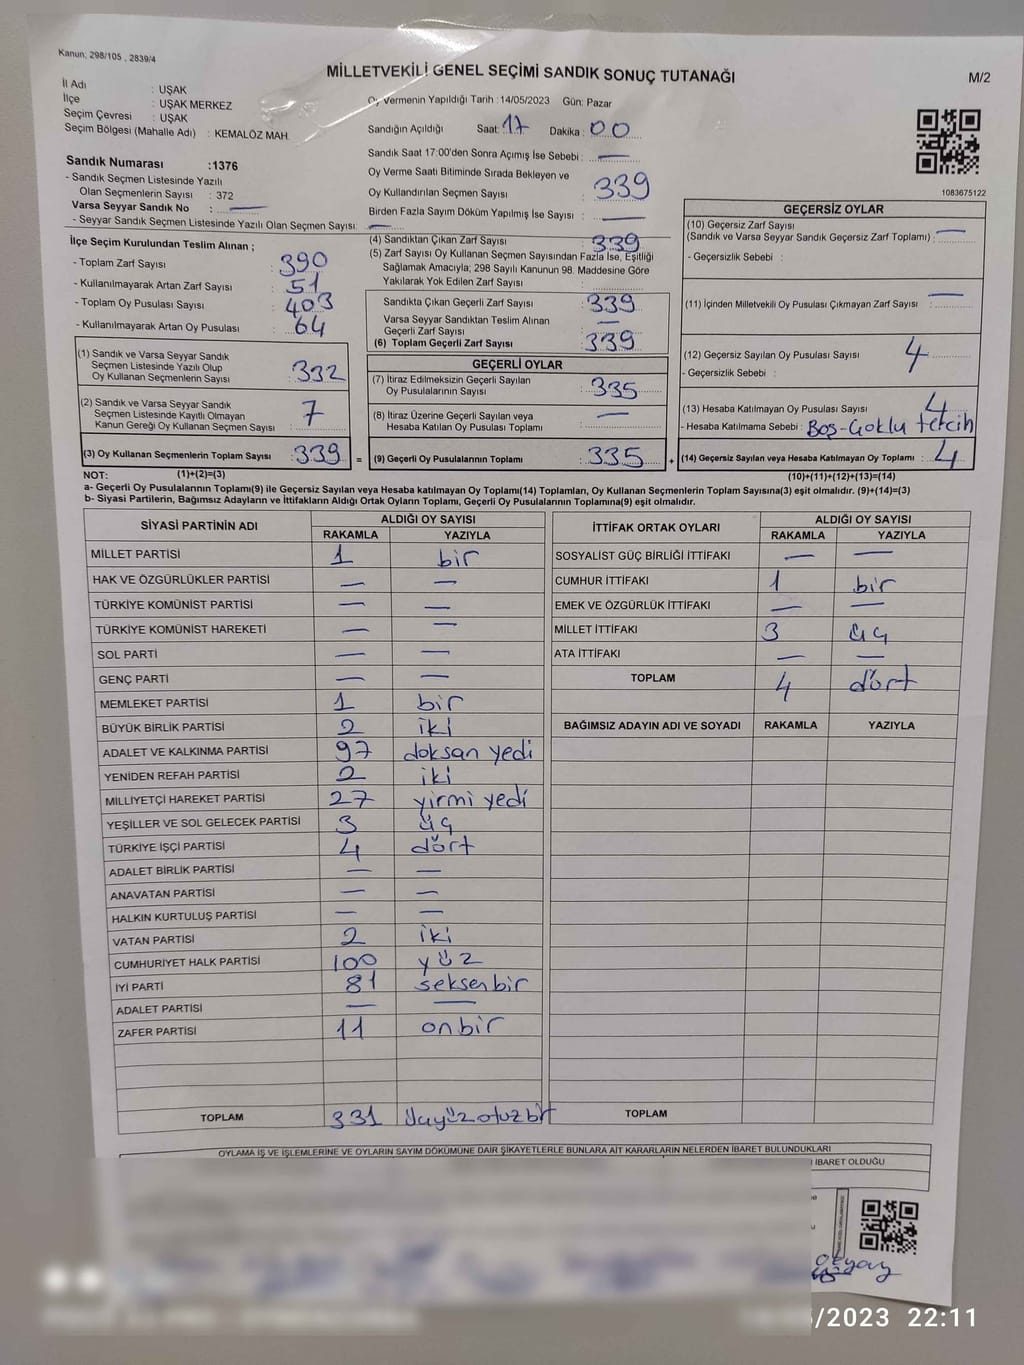 Kanun; 298/105 , 2839/4
MİLLETVEKİLİ GENEL SEÇİMİ SANDIK SONUÇ TUTANAĞI
M/2
İl Adı : UŞAK
İlçe : UŞAK MERKEZ
Seçim Çevresi : UŞAK
Seçim Bölgesi (Mahalle Adı) : KEMALÖZ MAH.
Oy Vermenin Yapıldığı Tarih :14/05/2023 Gün: Pazar
Sandığın Açıldığı Saat: 17 Dakika : 00
Sandık Saat 17:00'den Sonra Açımış İse Sebebi : —
Oy Verme Saati Bitiminde Sırada Bekleyen ve
Oy Kullandırılan Seçmen Sayısı 339
Birden Fazla Sayım Döküm Yapılmış İse Sayısı : —
1083675122
Sandık Numarası :1376
- Sandık Seçmen Listesinde Yazılı
Olan Seçmenlerin Sayısı : 372
Varsa Seyyar Sandık No : —
- Seyyar Sandık Seçmen Listesinde Yazılı Olan Seçmen Sayısı: —
İlçe Seçim Kurulundan Teslim Alınan ;
- Toplam Zarf Sayısı : 390
- Kullanılmayarak Artan Zarf Sayısı : 51
- Toplam Oy Pusulası Sayısı : 403
- Kullanılmayarak Artan Oy Pusulası : 64
(1) Sandık ve Varsa Seyyar Sandık
Seçmen Listesinde Yazılı Olup
Oy Kullanan Seçmenlerin Sayısı : 332
(2) Sandık ve Varsa Seyyar Sandık
Seçmen Listesinde Kayıtlı Olmayan
Kanun Gereği Oy Kullanan Seçmen Sayısı : 7
(3) Oy Kullanan Seçmenlerin Toplam Sayısı : 339 =
(4) Sandıktan Çıkan Zarf Sayısı : 339
(5) Zarf Sayısı Oy Kullanan Seçmen Sayısından Fazla İse, Eşitliği
Sağlamak Amacıyla; 298 Sayılı Kanunun 98. Maddesine Göre
Yakılarak Yok Edilen Zarf Sayısı :
Sandıkta Çıkan Geçerli Zarf Sayısı : 339
Varsa Seyyar Sandıktan Teslim Alınan
Geçerli Zarf Sayısı : —
(6) Toplam Geçerli Zarf Sayısı : 339
GEÇERLİ OYLAR
(7) İtiraz Edilmeksizin Geçerli Sayılan
Oy Pusulalarının Sayısı : 335
(8) İtiraz Üzerine Geçerli Sayılan veya
Hesaba Katılan Oy Pusulaları Toplamı : —
(9) Geçerli Oy Pusulalarının Toplamı : 335 +
GEÇERSİZ OYLAR
(10) Geçersiz Zarf Sayısı
(Sandık ve Varsa Seyyar Sandık Geçersiz Zarf Toplamı) : —
- Geçersizlik Sebebi :
(11) İçinden Milletvekili Oy Pusulası Çıkmayan Zarf Sayısı : —
(12) Geçersiz Sayılan Oy Pusulası Sayısı : 4
- Geçersizlik Sebebi :
(13) Hesaba Katılmayan Oy Pusulası Sayısı : 4
- Hesaba Katılmama Sebebi : Boş-Çoklu tercih
(14) Geçersiz Sayılan veya Hesaba Katılmayan Oy Toplamı : 4
NOT: (1)+(2)=(3)
(10)+(11)+(12)+(13)=(14)
a- Geçerli Oy Pusulalarının Toplamı(9) ile Geçersiz Sayılan veya Hesaba katılmayan Oy Toplamı(14) Toplamları, Oy Kullanan Seçmenlerin Toplam Sayısına(3) eşit olmalıdır. (9)+(14)=(3)
b- Siyasi Partilerin, Bağımsız Adayların ve İttifakların Aldığı Ortak Oyların Toplamı, Geçerli Oy Pusulalarının Toplamına(9) eşit olmalıdır.
SİYASİ PARTİNİN ADI ALDIĞI OY SAYISI
RAKAMLA YAZIYLA
MİLLET PARTİSİ 1 bir
HAK VE ÖZGÜRLÜKLER PARTİSİ — —
TÜRKİYE KOMÜNİST PARTİSİ — —
TÜRKİYE KOMÜNİST HAREKETİ — —
SOL PARTİ — —
GENÇ PARTİ — —
MEMLEKET PARTİSİ 1 bir
BÜYÜK BİRLİK PARTİSİ 2 iki
ADALET VE KALKINMA PARTİSİ 97 doksan yedi
YENİDEN REFAH PARTİSİ 2 iki
MİLLİYETÇİ HAREKET PARTİSİ 27 yirmi yedi
YEŞİLLER VE SOL GELECEK PARTİSİ 3 üç
TÜRKİYE İŞÇİ PARTİSİ 4 dört
ADALET BİRLİK PARTİSİ — —
ANAVATAN PARTİSİ — —
HALKIN KURTULUŞ PARTİSİ — —
VATAN PARTİSİ 2 iki
CUMHURİYET HALK PARTİSİ 100 yüz
İYİ PARTİ 81 seksenbir
ADALET PARTİSİ — —
ZAFER PARTİSİ 11 onbir
TOPLAM 331 üçyüzotuzbir
İTTİFAK ORTAK OYLARI ALDIĞI OY SAYISI
RAKAMLA YAZIYLA
SOSYALİST GÜÇ BİRLİĞİ İTTİFAKI — —
CUMHUR İTTİFAKI 1 bir
EMEK VE ÖZGÜRLÜK İTTİFAKI — —
MİLLET İTTİFAKI 3 üç
ATA İTTİFAKI — —
TOPLAM 4 dört
BAĞIMSIZ ADAYIN ADI VE SOYADI RAKAMLA YAZIYLA
TOPLAM
OYLAMA İŞ VE İŞLEMLERİNE VE OYLARIN SAYIM DÖKÜMÜNE DAİR ŞİKAYETLERLE BUNLARA AİT KARARLARIN NELERDEN İBARET BULUNDUKLARI
İBARET OLDUĞU
/2023 22:11